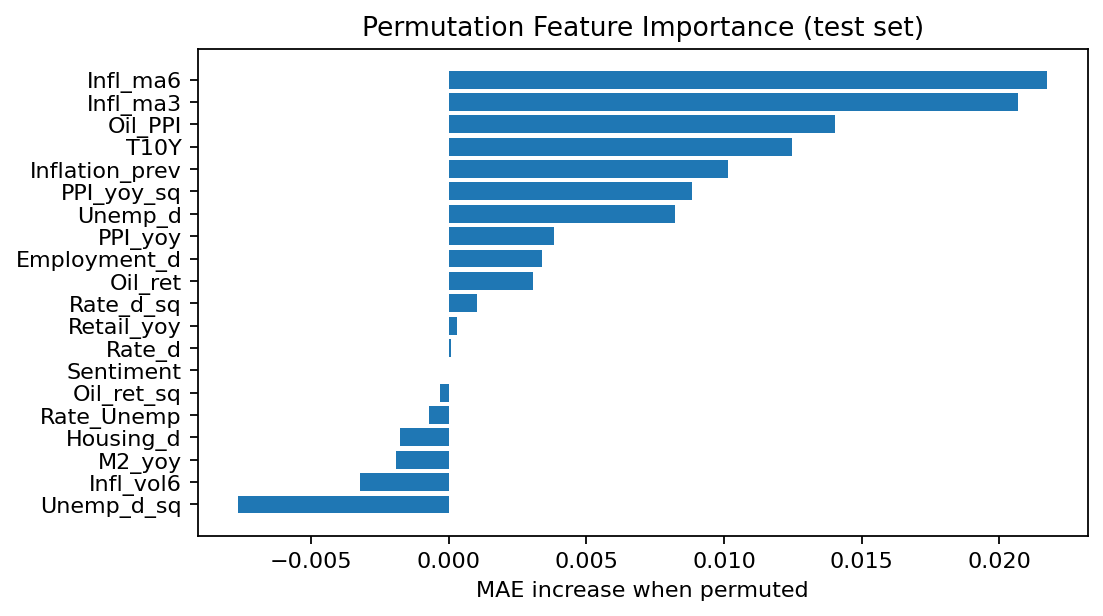 Permutation Feature Importance (test set)
Infl_ma6
Infl_ma3
Oil_PPI
T10Y
Inflation_prev
PPI_yoy_sq
Unemp_d
PPI_yoy
Employment_d
Oil_ret
Rate_d_sq
Retail_yoy
Rate_d
Sentiment
Oil_ret_sq
Rate_Unemp
Housing_d
M2_yoy
Infl_vol6
Unemp_d_sq
−0.005 0.000 0.005 0.010 0.015 0.020
MAE increase when permuted